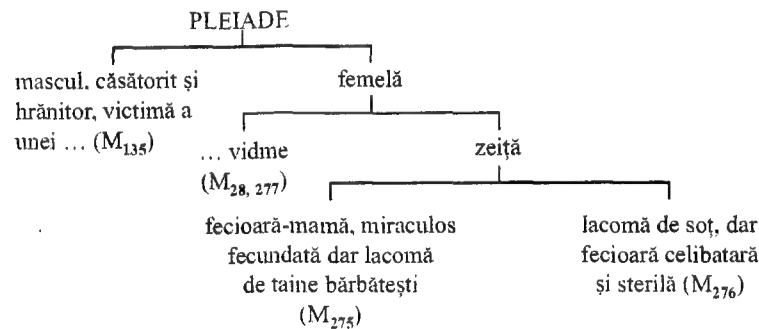 PLEIADE
mascul, căsătorit și
hrănitor, victimă a
unei … (M135)
femelă
… vidme
(M28, 277)
zeiță
fecioară-mamă, miraculos
fecundată dar lacomă
de taine bărbătești
(M275)
lacomă de soț, dar
fecioară celibatară
și sterilă (M276)